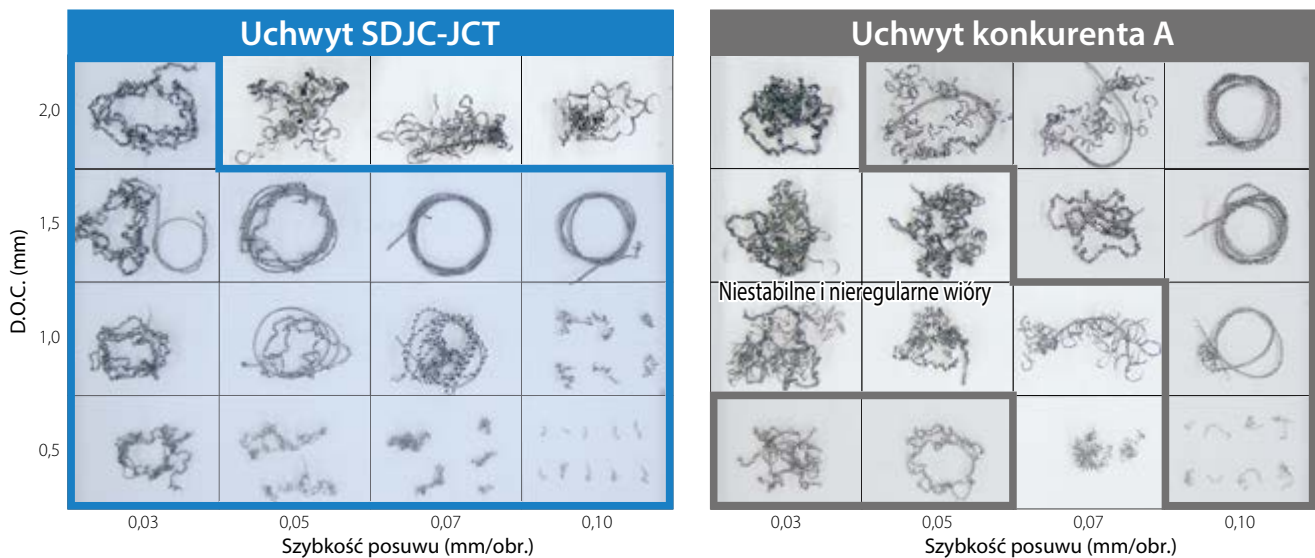 Uchwyt SDJC-JCT
Uchwyt konkurenta A
D.O.C. (mm)
2,0
1,5
1,0
0,5
Niestabilne i nieregularne wióry
0,03
0,05
0,07
0,10
0,03
0,05
0,07
0,10
Szybkość posuwu (mm/obr.)
Szybkość posuwu (mm/obr.)